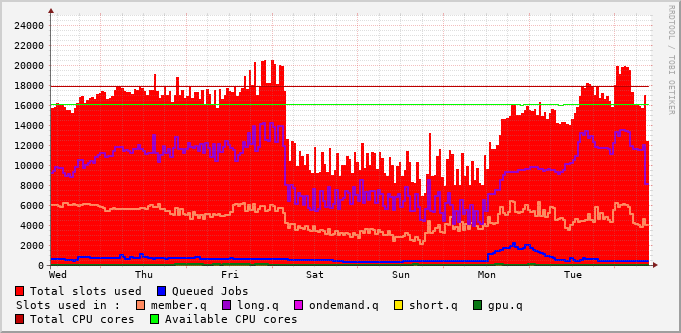 24000
22000
20000
18000
16000
14000
12000
10000
8000
6000
4000
2000
0
Wed Thu Fri Sat Sun Mon Tue
RRDTOOL / TOBI OETIKER
Total slots used Queued Jobs
Slots used in : member.q long.q ondemand.q short.q gpu.q
Total CPU cores Available CPU cores